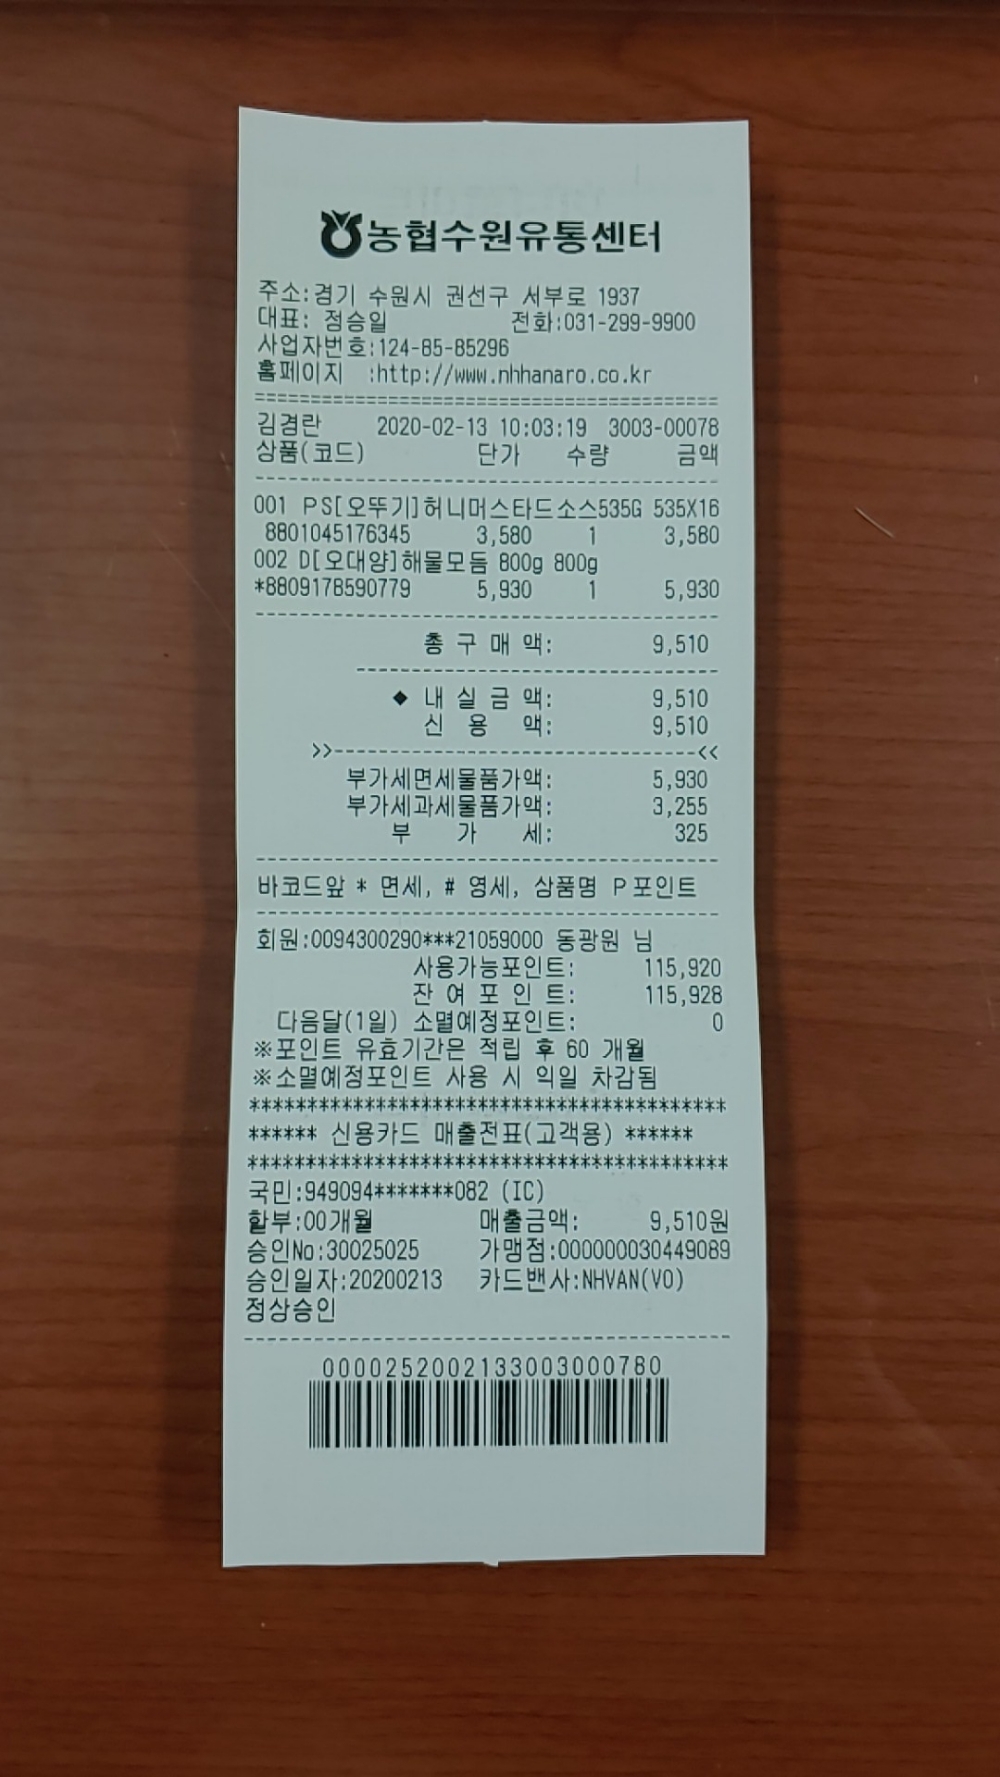 농협수원유통센터
주소:경기 수원시 권선구 서부로 1937
대표: 점승일 전화:031-299-9900
사업자번호:124-85-85296
홈페이지 :http://www.nhhanaro.co.kr
==========================================
김경란 2020-02-13 10:03:19 3003-00078
상품(코드) 단가 수량 금액
------------------------------------------
001 PS[오뚜기]허니머스타드소스535G 535X16
8801045176345 3,580 1 3,580
002 D[오대양]해물모듬 800g 800g
*8809178590779 5,930 1 5,930
------------------------------------------
총 구 매 액: 9,510
---------------------------------
◆ 내 실 금 액: 9,510
신 용 액: 9,510
>>---------------------------------<<
부가세면세물품가액: 5,930
부가세과세물품가액: 3,255
부 가 세: 325
------------------------------------------
바코드앞 * 면세, # 영세, 상품명 P포인트
------------------------------------------
회원:0094300290***21059000 동광원 님
사용가능포인트: 115,920
잔 여 포 인 트: 115,928
다음달(1일) 소멸예정포인트: 0
※포인트 유효기간은 적립 후 60 개월
※소멸예정포인트 사용 시 익일 차감됨
******************************************
****** 신용카드 매출전표(고객용) ******
******************************************
국민:949094*******082 (IC)
할부:00개월 매출금액: 9,510원
승인No:30025025 가맹점:000000030449089
승인일자:20200213 카드밴사:NHVAN(VO)
정상승인
------------------------------------------
0000252002133003000780